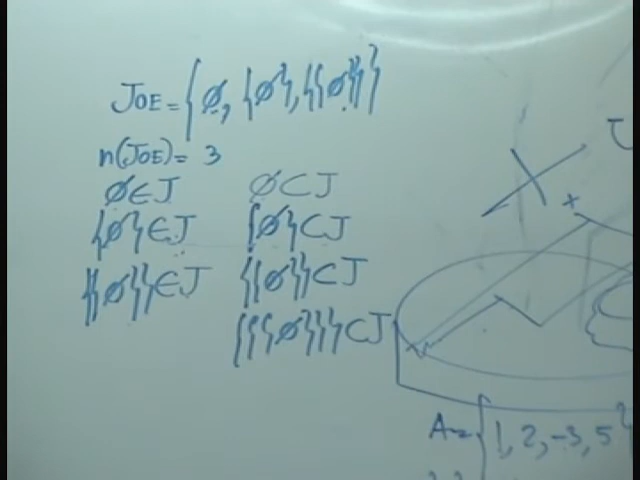 JOE = { ∅, {∅}, {{∅}} }
n(JOE) = 3
∅ ∈ J ∅ ⊂ J
{∅} ∈ J {∅} ⊂ J
{{∅}} ∈ J {{∅}} ⊂ J
{{{∅}}} ⊂ J
X
+
A = {1, 2, -3, 5